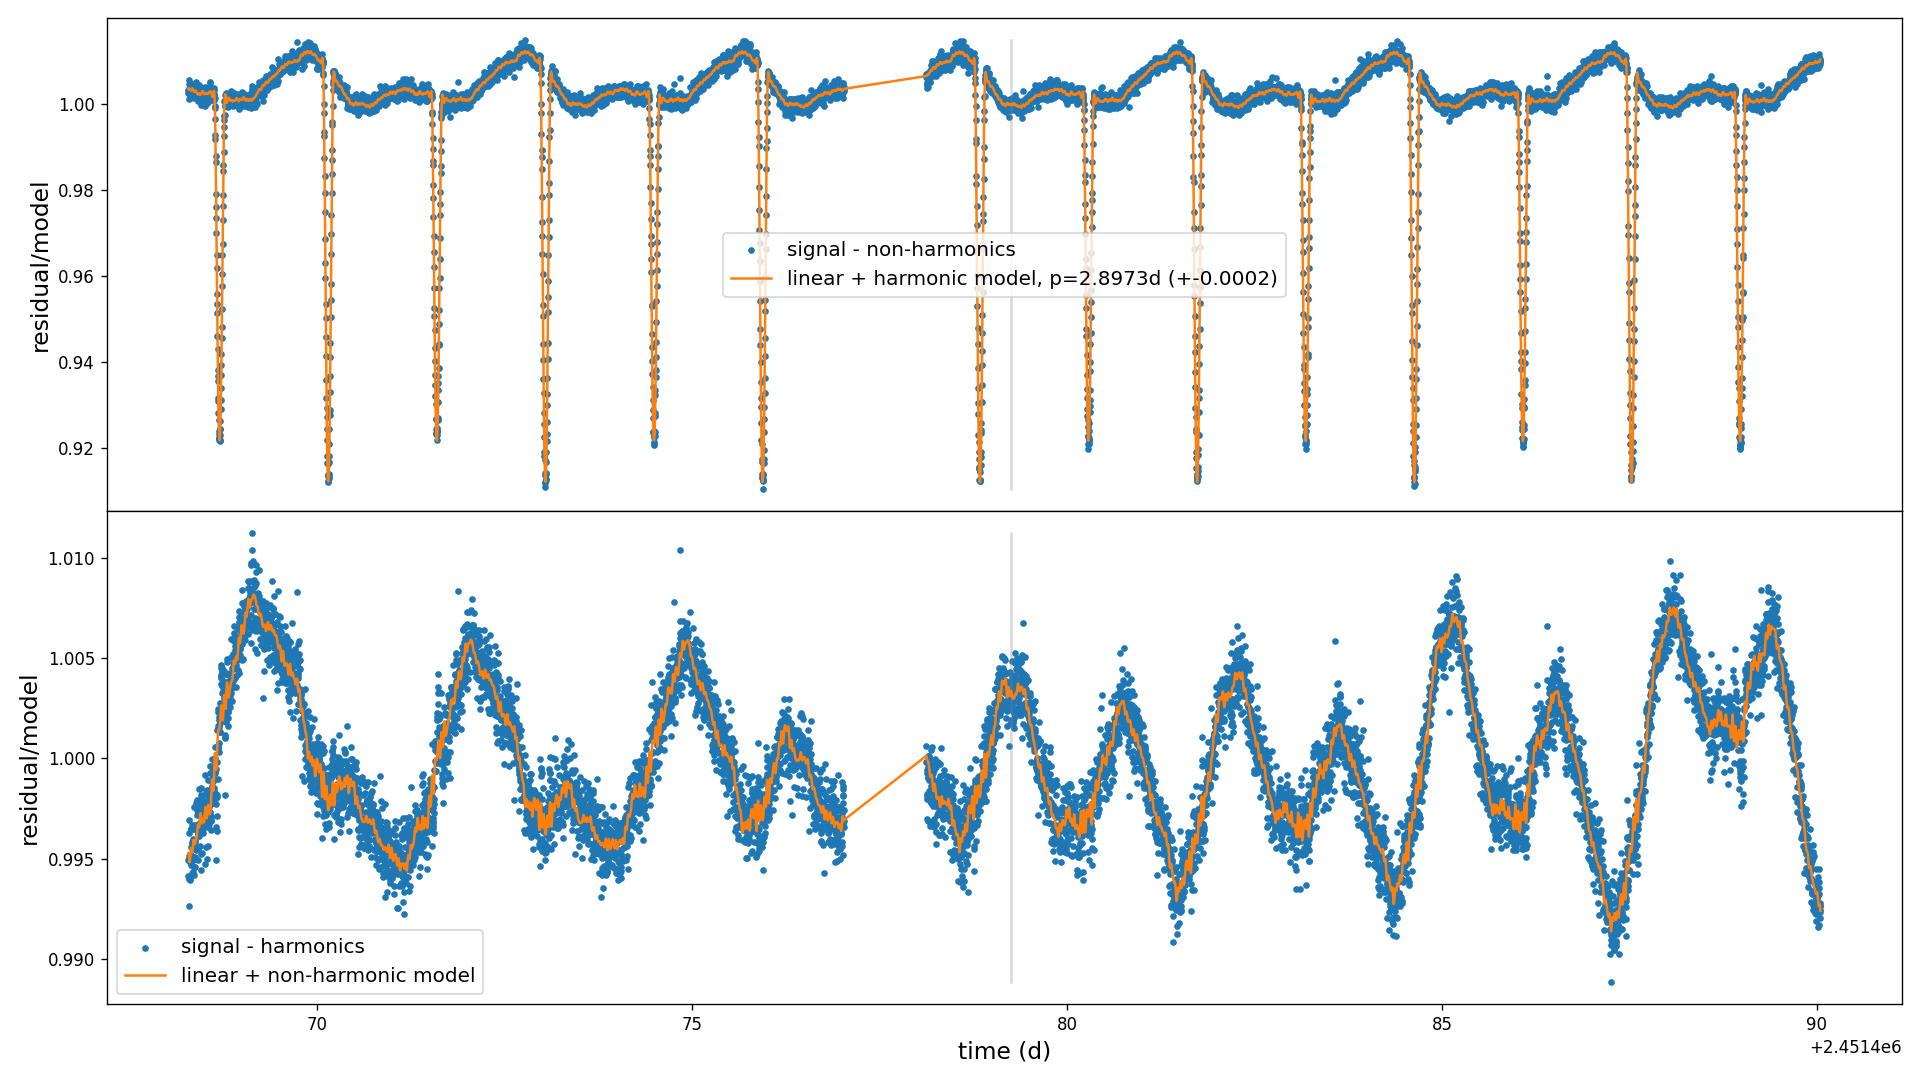 residual/model
1.00
0.98
0.96
0.94
0.92
signal - non-harmonics
linear + harmonic model, p=2.8973d (+-0.0002)
residual/model
1.010
1.005
1.000
0.995
0.990
signal - harmonics
linear + non-harmonic model
70
75
80
85
90
time (d)
+2.4514e6